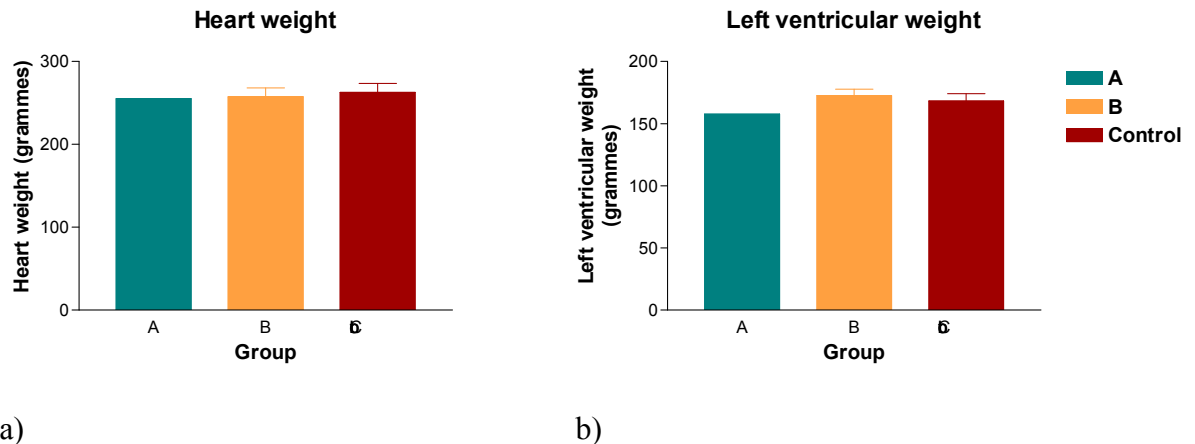 Heart weight
Heart weight (grammes)
300
200
100
0
A
B
Group
Left ventricular weight
Left ventricular weight
(grammes)
200
150
100
50
0
A
B
Group
A
B
Control
a)
b)